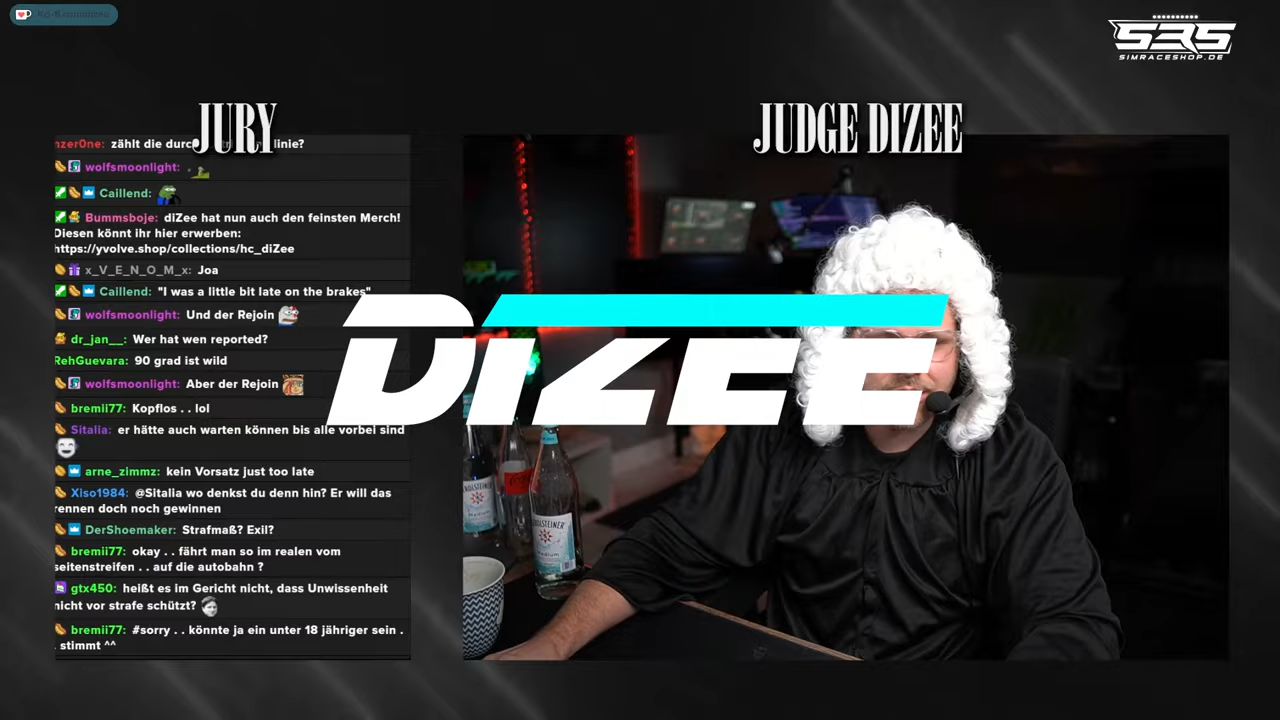 SRS
SIMRACESHOP.DE
JURY
JUDGE DIZEE
nzer0ne: zählt die durc linie?
wolfsmoonlight:
Caillend:
Bummsboje: diZee hat nun auch den feinsten Merch!
Diesen könnt ihr hier erwerben:
https://yvolve.shop/collections/hc_diZee
x_V_E_N_O_M_x: Joa
Caillend: "I was a little bit late on the brakes"
wolfsmoonlight: Und der Rejoin
dr_jan__: Wer hat wen reported?
RehGuevara: 90 grad ist wild
wolfsmoonlight: Aber der Rejoin
bremii77: Kopflos . . lol
Sitalia: er hätte auch warten können bis alle vorbei sind
arne_zimmz: kein Vorsatz just too late
Xiso1984: @Sitalia wo denkst du denn hin? Er will das
rennen doch noch gewinnen
DerShoemaker: Strafmaß? Exil?
bremii77: okay . . fährt man so im realen vom
seitenstreifen . . auf die autobahn ?
gtx450: heißt es im Gericht nicht, dass Unwissenheit
nicht vor strafe schützt?
bremii77: #sorry . . könnte ja ein unter 18 jähriger sein .
. stimmt ^^
DIZEE